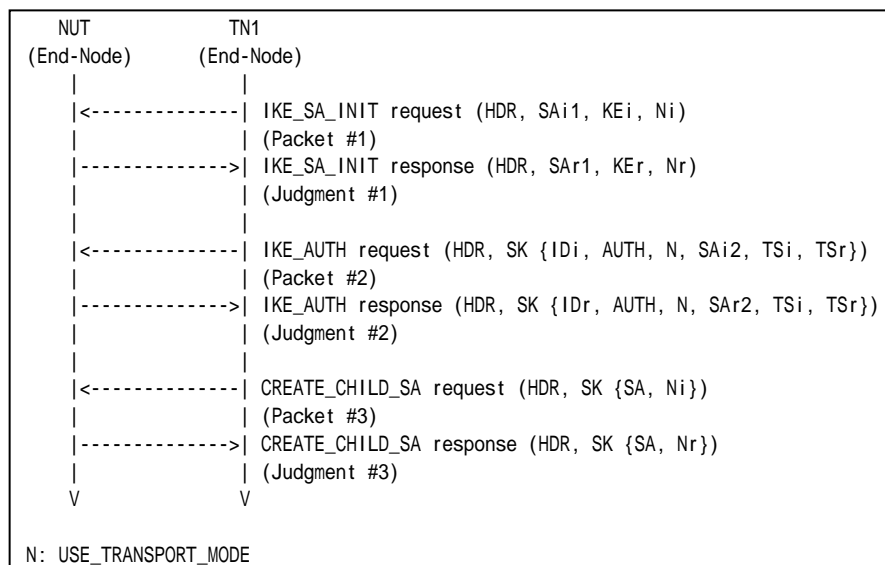 NUT TN1
(End-Node) (End-Node)
| |
|<--------------| IKE_SA_INIT request (HDR, SAi1, KEi, Ni)
| | (Packet #1)
|-------------->| IKE_SA_INIT response (HDR, SAr1, KEr, Nr)
| | (Judgment #1)
| |
|<--------------| IKE_AUTH request (HDR, SK {IDi, AUTH, N, SAi2, TSi, TSr})
| | (Packet #2)
|-------------->| IKE_AUTH response (HDR, SK {IDr, AUTH, N, SAr2, TSi, TSr})
| | (Judgment #2)
| |
|<--------------| CREATE_CHILD_SA request (HDR, SK {SA, Ni})
| | (Packet #3)
|-------------->| CREATE_CHILD_SA response (HDR, SK {SA, Nr})
| | (Judgment #3)
V V
N: USE_TRANSPORT_MODE